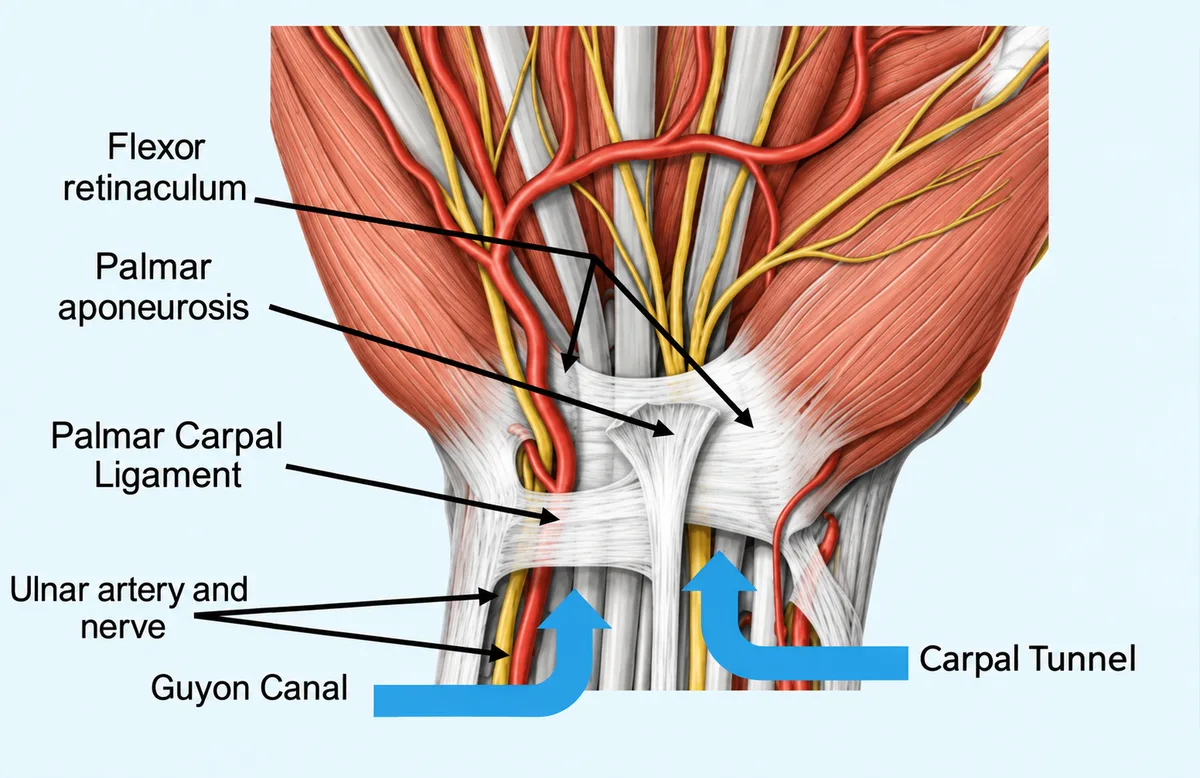 Flexor
retinaculum
Palmar
aponeurosis
Palmar Carpal
Ligament
Ulnar artery and
nerve
Guyon Canal
Carpal Tunnel